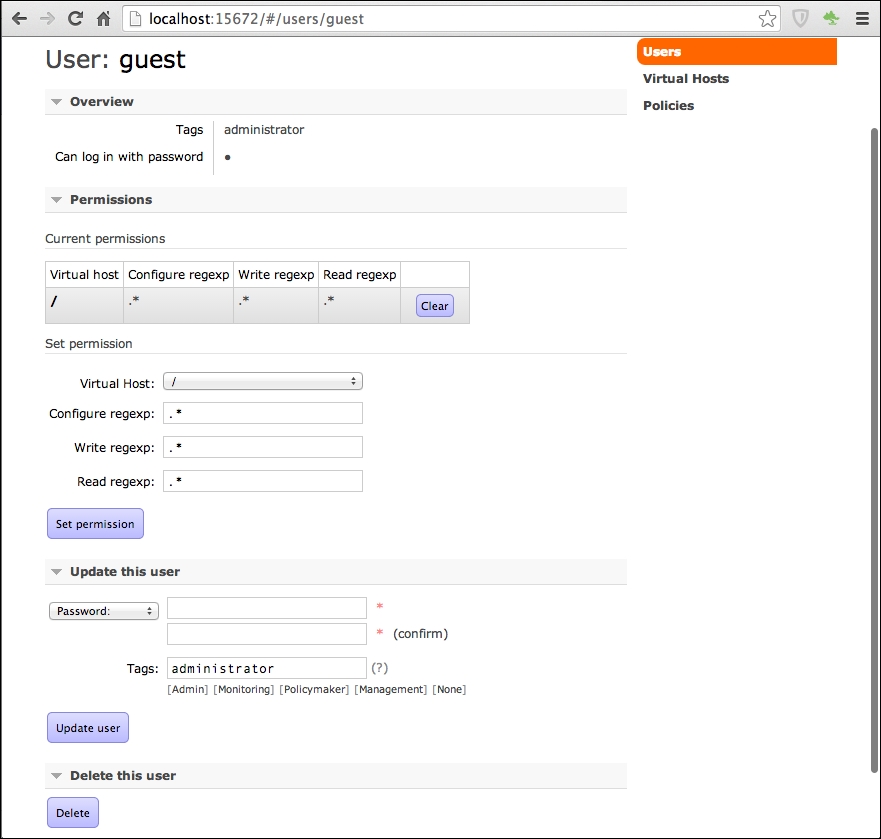 localhost:15672/#/users/guest
User: guest
Users
Virtual Hosts
Policies
Overview
Tags administrator
Can log in with password ●
Permissions
Current permissions
Virtual host Configure regexp Write regexp Read regexp
/ .* .* .* Clear
Set permission
Virtual Host: /
Configure regexp: .*
Write regexp: .*
Read regexp: .*
Set permission
Update this user
Password: *
* (confirm)
Tags: administrator (?)
[Admin] [Monitoring] [Policymaker] [Management] [None]
Update user
Delete this user
Delete